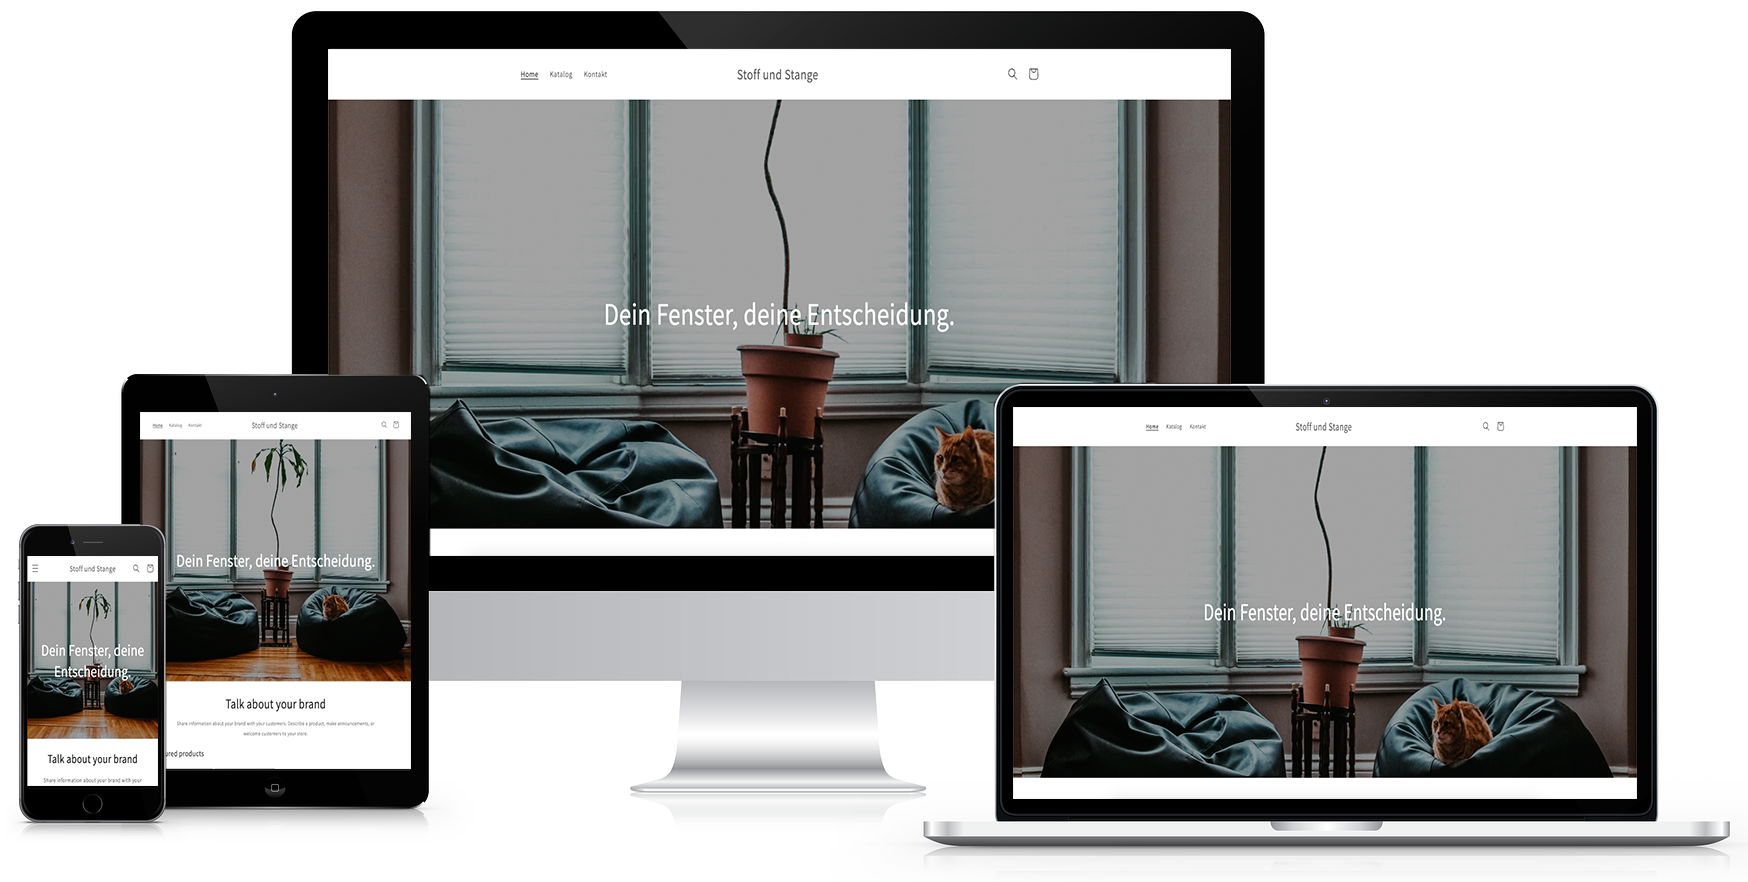 Home Katalog Kontakt Stoff und Stange
Dein Fenster, deine Entscheidung.
Home Katalog Kontakt Stoff und Stange
Dein Fenster, deine Entscheidung.
Talk about your brand
Share information about your brand with your customers. Describe a product, make announcements, or
welcome customers to your store.
ured products
Stoff und Stange
Dein Fenster, deine
Entscheidung.
Talk about your brand
Share information about your brand with your
Home Katalog Kontakt Stoff und Stange
Dein Fenster, deine Entscheidung.